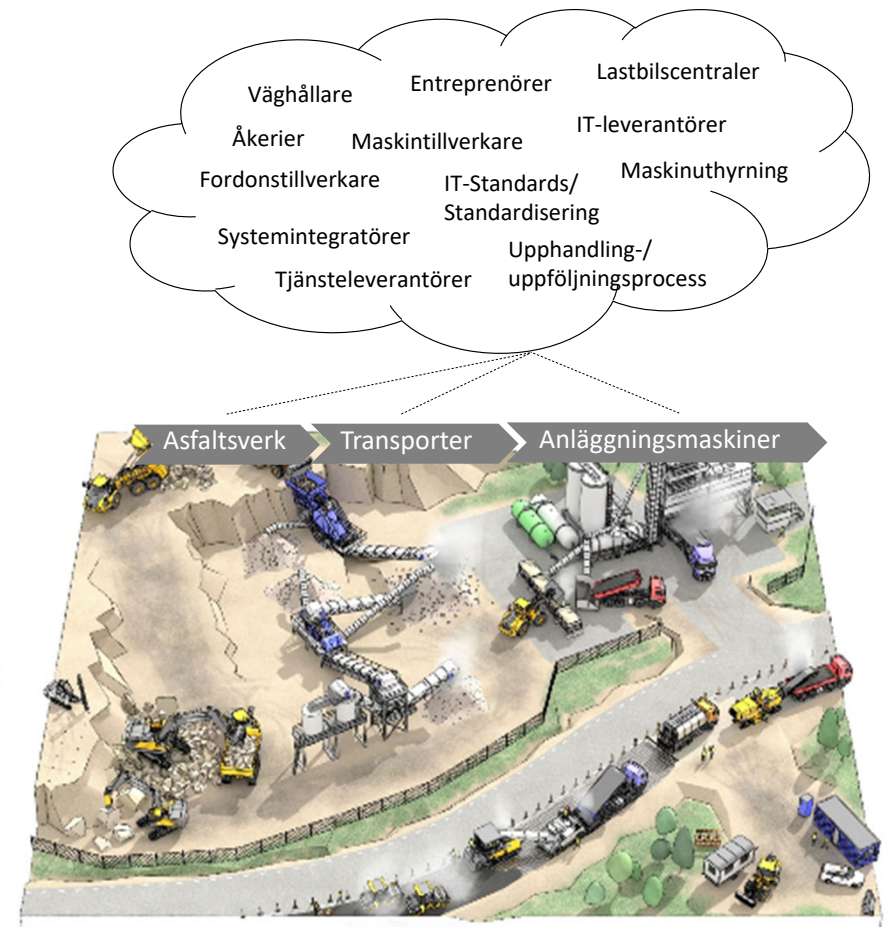 Väghållare
Entreprenörer
Lastbilscentraler
Åkerier
Maskintillverkare
IT-leverantörer
Fordonstillverkare
IT-Standards/
Standardisering
Maskinuthyrning
Systemintegratörer
Upphandling-/
uppföljningsprocess
Tjänsteleverantörer
Asfaltsverk
Transporter
Anläggningsmaskiner